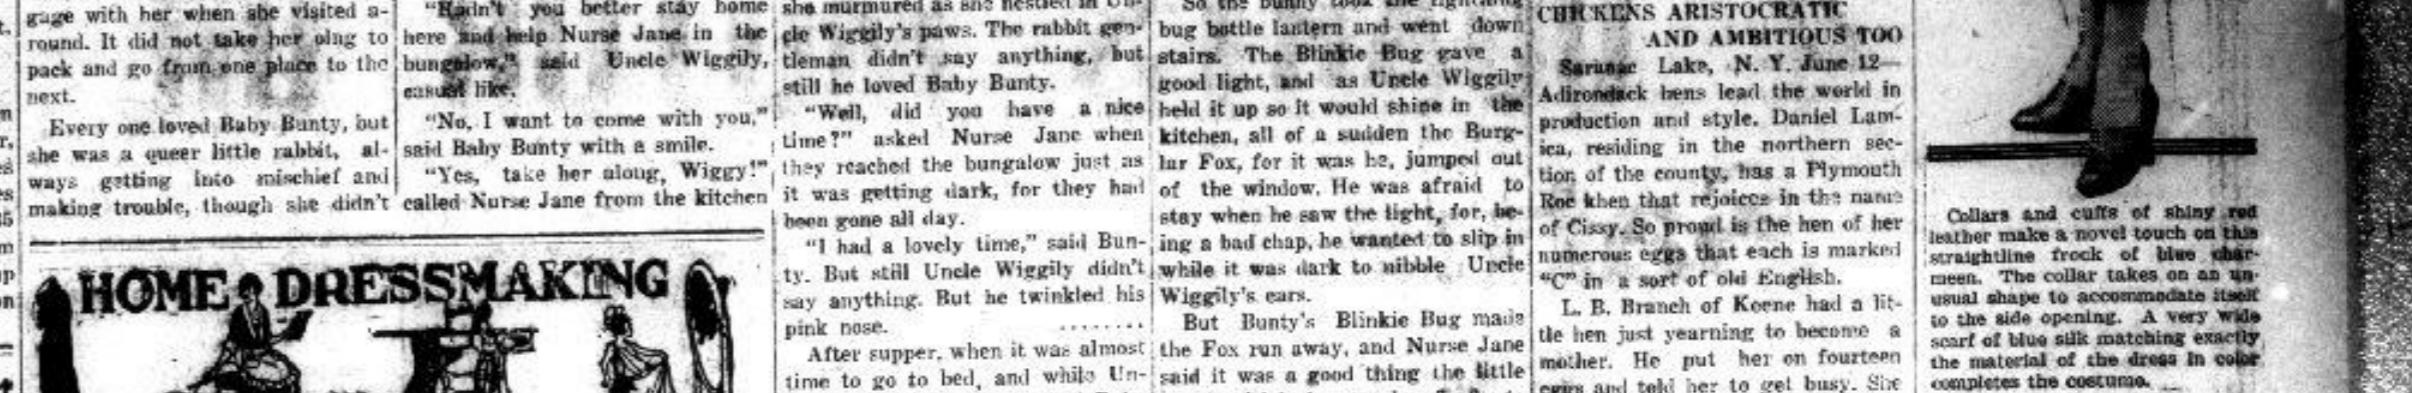 gage with her when she visited a-
round. It did not take her olng to
pack and go from one place to the
next.
Every one loved Baby Bunty, but
she was a queer little rabbit, al-
ways getting into mischief and
making trouble, though she didn't
"Hadn't you better stay home
here and help Nurse Jane in the
bungalow," said Uncle Wiggily,
casual like.
"No, I want to come with you,"
said Baby Bunty with a smile.
"Yes, take her aloug, Wiggy!"
called Nurse Jane from the kitchen
HOME DRESSMAKING
she murmured as she nestled in Un-
cle Wiggily's paws. The rabbit gen-
tleman didn't say anything, but
still he loved Baby Bunty.
"Well, did you have a nice
time?" asked Nurse Jane when
they reached the bungalow just as
it was getting dark, for they had
been gone all day.
"I had a lovely time," said Bun-
ty. But still Uncle Wiggily didn't
say anything. But he twinkled his
pink nose.
After supper, when it was almost
time to go to bed, and while Un-
So the bunny took the lightning
bug bottle lantern and went down
stairs. The Blinkie Bug gave a
good light, and as Uncle Wiggily
held it up so it would shine in the
kitchen, all of a sudden the Burg-
lar Fox, for it was he, jumped out
of the window. He was afraid to
stay when he saw the light, for, be-
ing a bad chap, he wanted to slip in
while it was dark to nibble Uncle
Wiggily's ears.
But Bunty's Blinkie Bug made
the Fox run away, and Nurse Jane
said it was a good thing the little
CHICKENS ARISTOCRATIC
AND AMBITIOUS TOO
Saranac Lake, N. Y. June 12—
Adirondack hens lead the world in
production and style. Daniel Lam-
ica, residing in the northern sec-
tion of the county, has a Plymouth
Roc khen that rejoices in the name
of Cissy. So proud is the hen of her
numerous eggs that each is marked
"C" in a sort of old English.
L. B. Branch of Keene had a lit-
tle hen just yearning to become a
mother. He put her on fourteen
eggs and told her to get busy. She
Collars and cuffs of shiny red
leather make a novel touch on this
straightline frock of blue char-
meen. The collar takes on an un-
usual shape to accommodate itself
to the side opening. A very wide
scarf of blue silk matching exactly
the material of the dress in color
completes the costume.